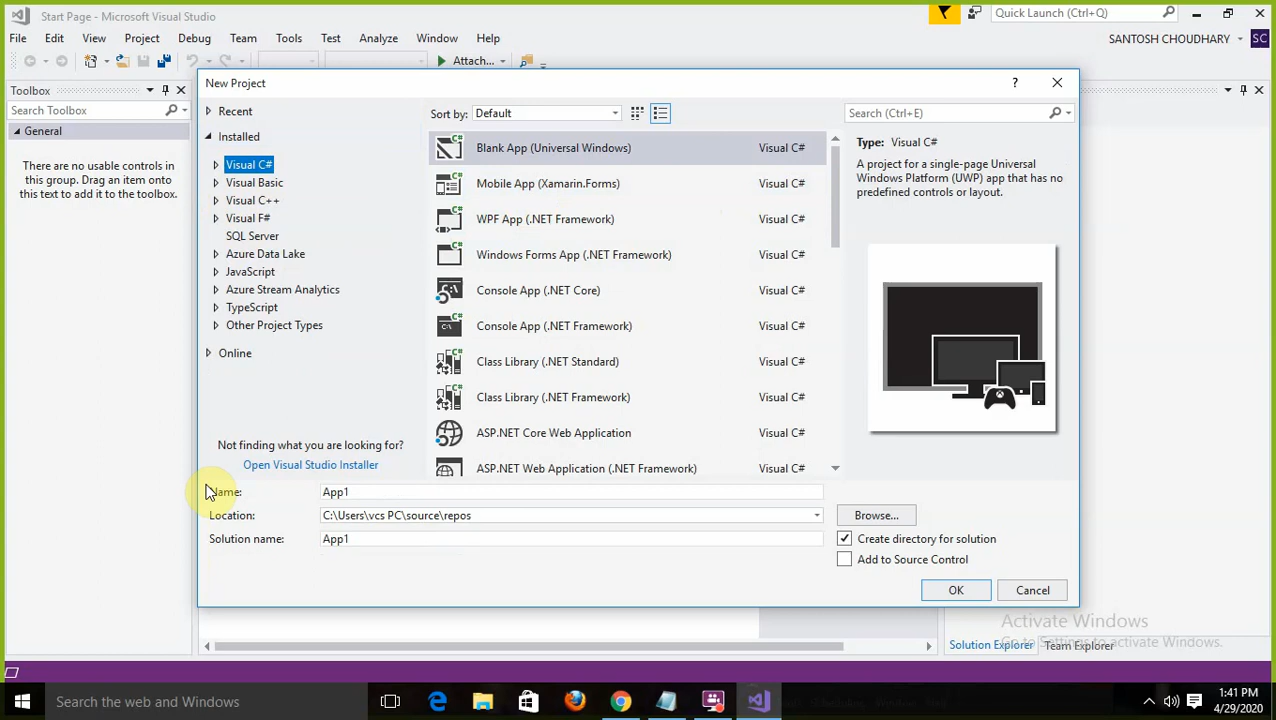 Start Page - Microsoft Visual Studio
Quick Launch (Ctrl+Q)
File Edit View Project Debug Team Tools Test Analyze Window Help
SANTOSH CHOUDHARY SC
Attach...
Toolbox
Search Toolbox
General
There are no usable controls in
this group. Drag an item onto
this text to add it to the toolbox.
New Project
Recent
Installed
Visual C#
Visual Basic
Visual C++
Visual F#
SQL Server
Azure Data Lake
JavaScript
Azure Stream Analytics
TypeScript
Other Project Types
Online
Not finding what you are looking for?
Open Visual Studio Installer
Sort by: Default
Search (Ctrl+E)
Blank App (Universal Windows) Visual C#
Mobile App (Xamarin.Forms) Visual C#
WPF App (.NET Framework) Visual C#
Windows Forms App (.NET Framework) Visual C#
Console App (.NET Core) Visual C#
Console App (.NET Framework) Visual C#
Class Library (.NET Standard) Visual C#
Class Library (.NET Framework) Visual C#
ASP.NET Core Web Application Visual C#
ASP.NET Web Application (.NET Framework) Visual C#
Type: Visual C#
A project for a single-page Universal
Windows Platform (UWP) app that has no
predefined controls or layout.
Name: App1
Location: C:\Users\vcs PC\source\repos
Browse...
Solution name: App1
Create directory for solution
Add to Source Control
OK Cancel
Activate Windows
Go to Settings to activate Windows.
Solution Explorer Team Explorer
Search the web and Windows
1:41 PM
4/29/2020